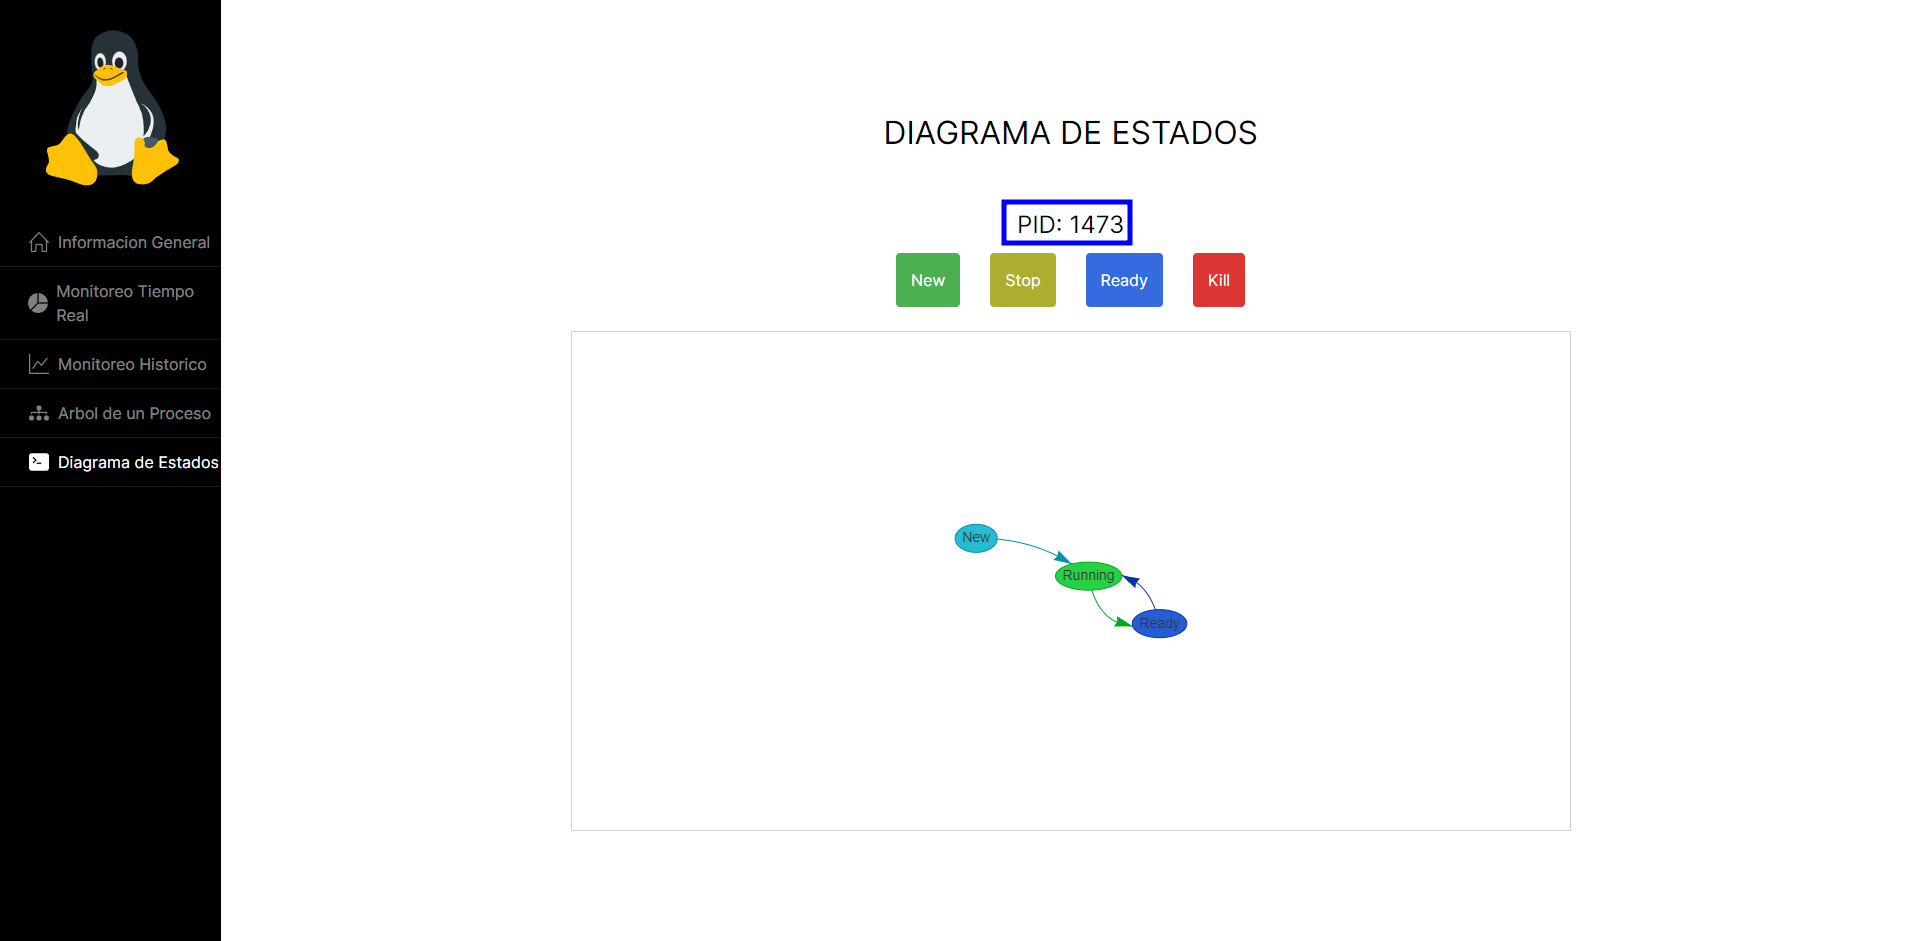 Informacion General
Monitoreo Tiempo
Real
Monitoreo Historico
Arbol de un Proceso
Diagrama de Estados
DIAGRAMA DE ESTADOS
PID: 1473
New Stop Ready Kill
New
Running
Ready